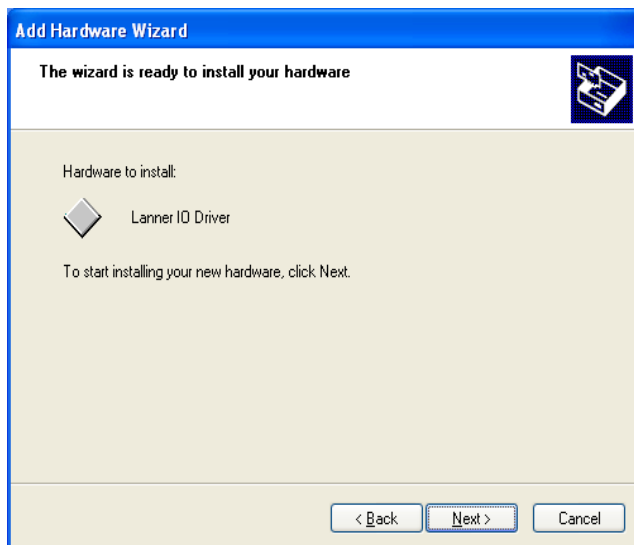 Add Hardware Wizard
The wizard is ready to install your hardware
Hardware to install:
Lanner IO Driver
To start installing your new hardware, click Next.
< Back
Next >
Cancel